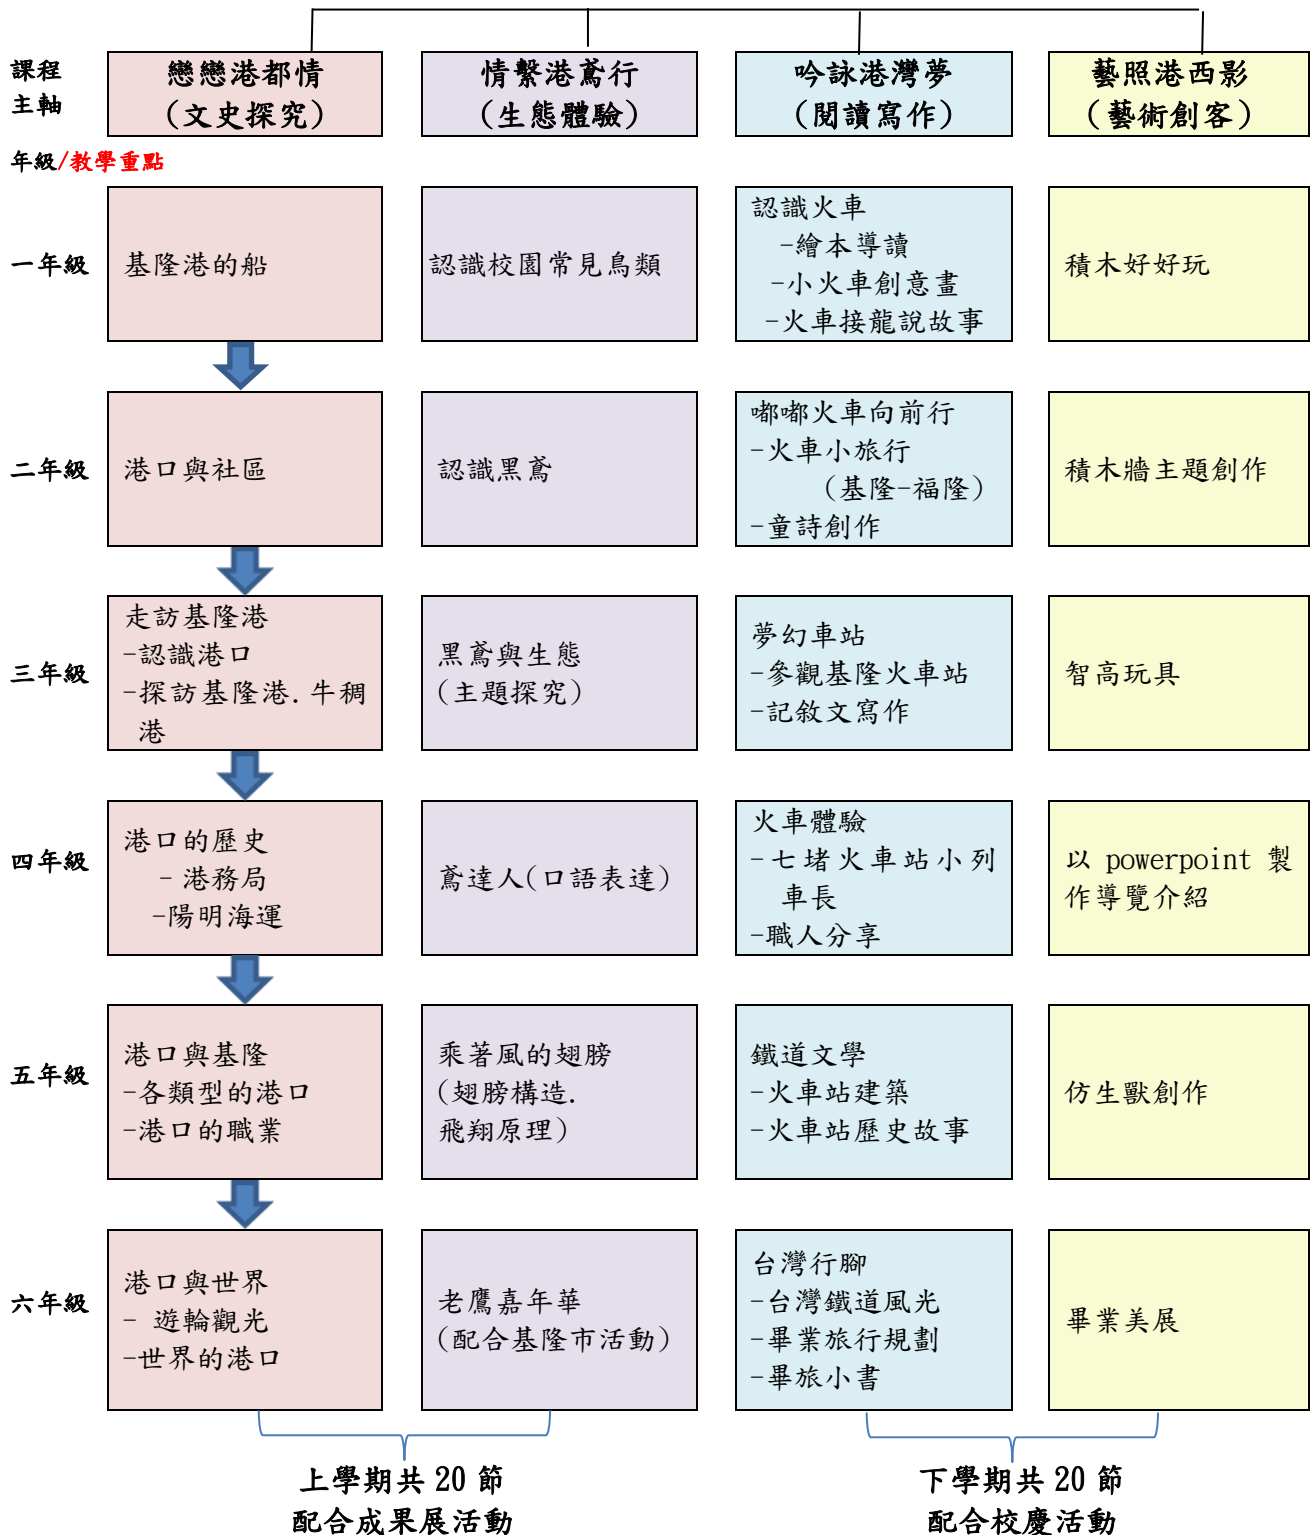 課程
主軸
戀戀港都情
(文史探究)
情繫港鳶行
(生態體驗)
吟詠港灣夢
(閱讀寫作)
藝照港西影
(藝術創客)
年級/教學重點
一年級
基隆港的船
認識校園常見鳥類
認識火車
-繪本導讀
-小火車創意畫
-火車接龍說故事
積木好好玩
二年級
港口與社區
認識黑鳶
嘟嘟火車向前行
-火車小旅行
(基隆-福隆)
-童詩創作
積木牆主題創作
三年級
走訪基隆港
-認識港口
-探訪基隆港.牛稠
港
黑鳶與生態
(主題探究)
夢幻車站
-參觀基隆火車站
-記敘文寫作
智高玩具
四年級
港口的歷史
- 港務局
-陽明海運
鳶達人(口語表達)
火車體驗
-七堵火車站小列
車長
-職人分享
以 powerpoint 製
作導覽介紹
五年級
港口與基隆
-各類型的港口
-港口的職業
乘著風的翅膀
(翅膀構造.
飛翔原理)
鐵道文學
-火車站建築
-火車站歷史故事
仿生獸創作
六年級
港口與世界
- 遊輪觀光
-世界的港口
老鷹嘉年華
(配合基隆市活動)
台灣行腳
-台灣鐵道風光
-畢業旅行規劃
-畢旅小書
畢業美展
上學期共 20 節
配合成果展活動
下學期共 20 節
配合校慶活動